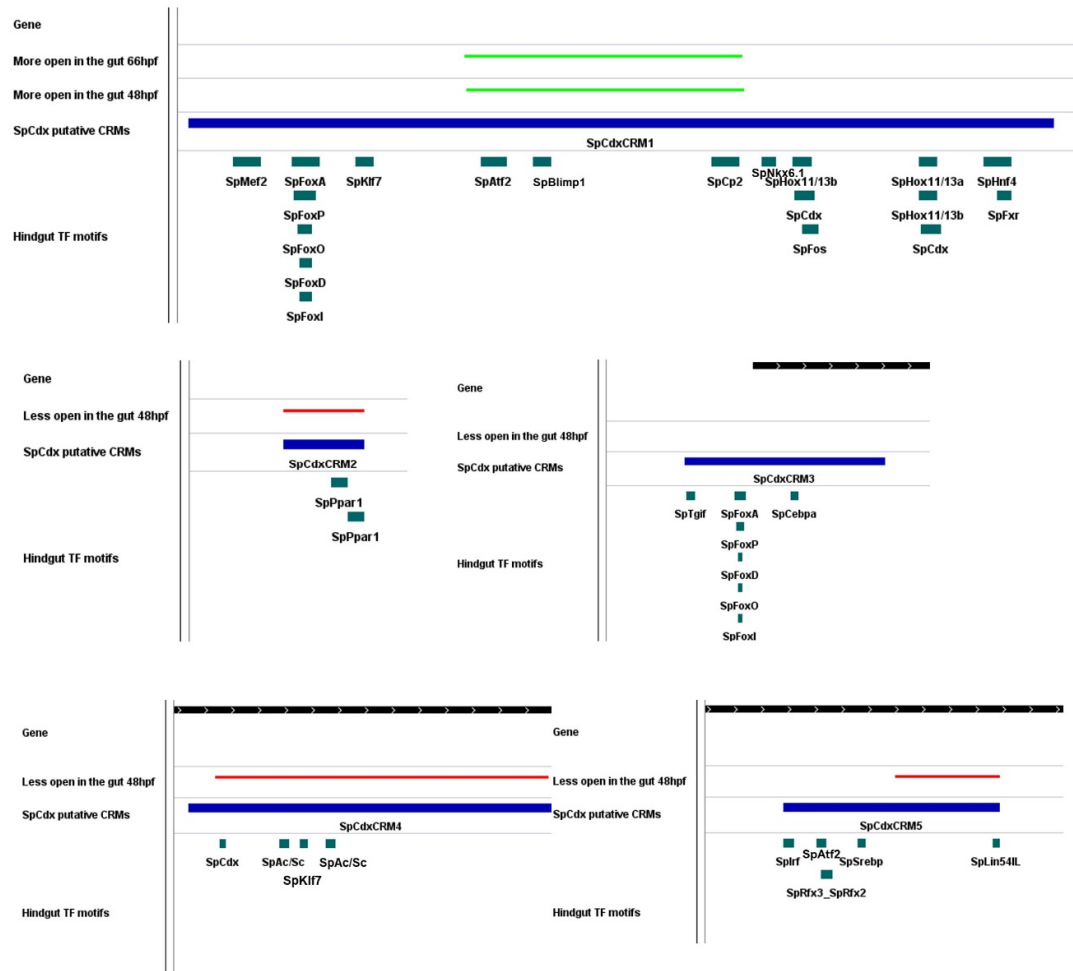 Gene
More open in the gut 66hpf
More open in the gut 48hpf
SpCdx putative CRMs
SpCdxCRM1
SpMef2 SpFoxA SpKlf7 SpAtf2 SpBlimp1 SpCp2 SpNkx6.1 SpHox11/13b SpHox11/13a SpHnf4
SpFoxP SpCdx SpHox11/13b SpFxr
Hindgut TF motifs
SpFoxO SpFos SpCdx
SpFoxD
SpFoxI
Gene
Less open in the gut 48hpf
SpCdx putative CRMs
SpCdxCRM2
SpPpar1
SpPpar1
Hindgut TF motifs
Gene
Less open in the gut 48hpf
SpCdx putative CRMs
SpCdxCRM3
SpTgif SpFoxA SpCebpa
SpFoxP
Hindgut TF motifs
SpFoxD
SpFoxO
SpFoxI
Gene
Less open in the gut 48hpf
SpCdx putative CRMs
SpCdxCRM4
SpCdx SpAc/Sc SpAc/Sc
SpKlf7
Hindgut TF motifs
Gene
Less open in the gut 48hpf
SpCdx putative CRMs
SpCdxCRM5
SpIrf SpAtf2 SpSrebp SpLin54lL
SpRfx3_SpRfx2
Hindgut TF motifs